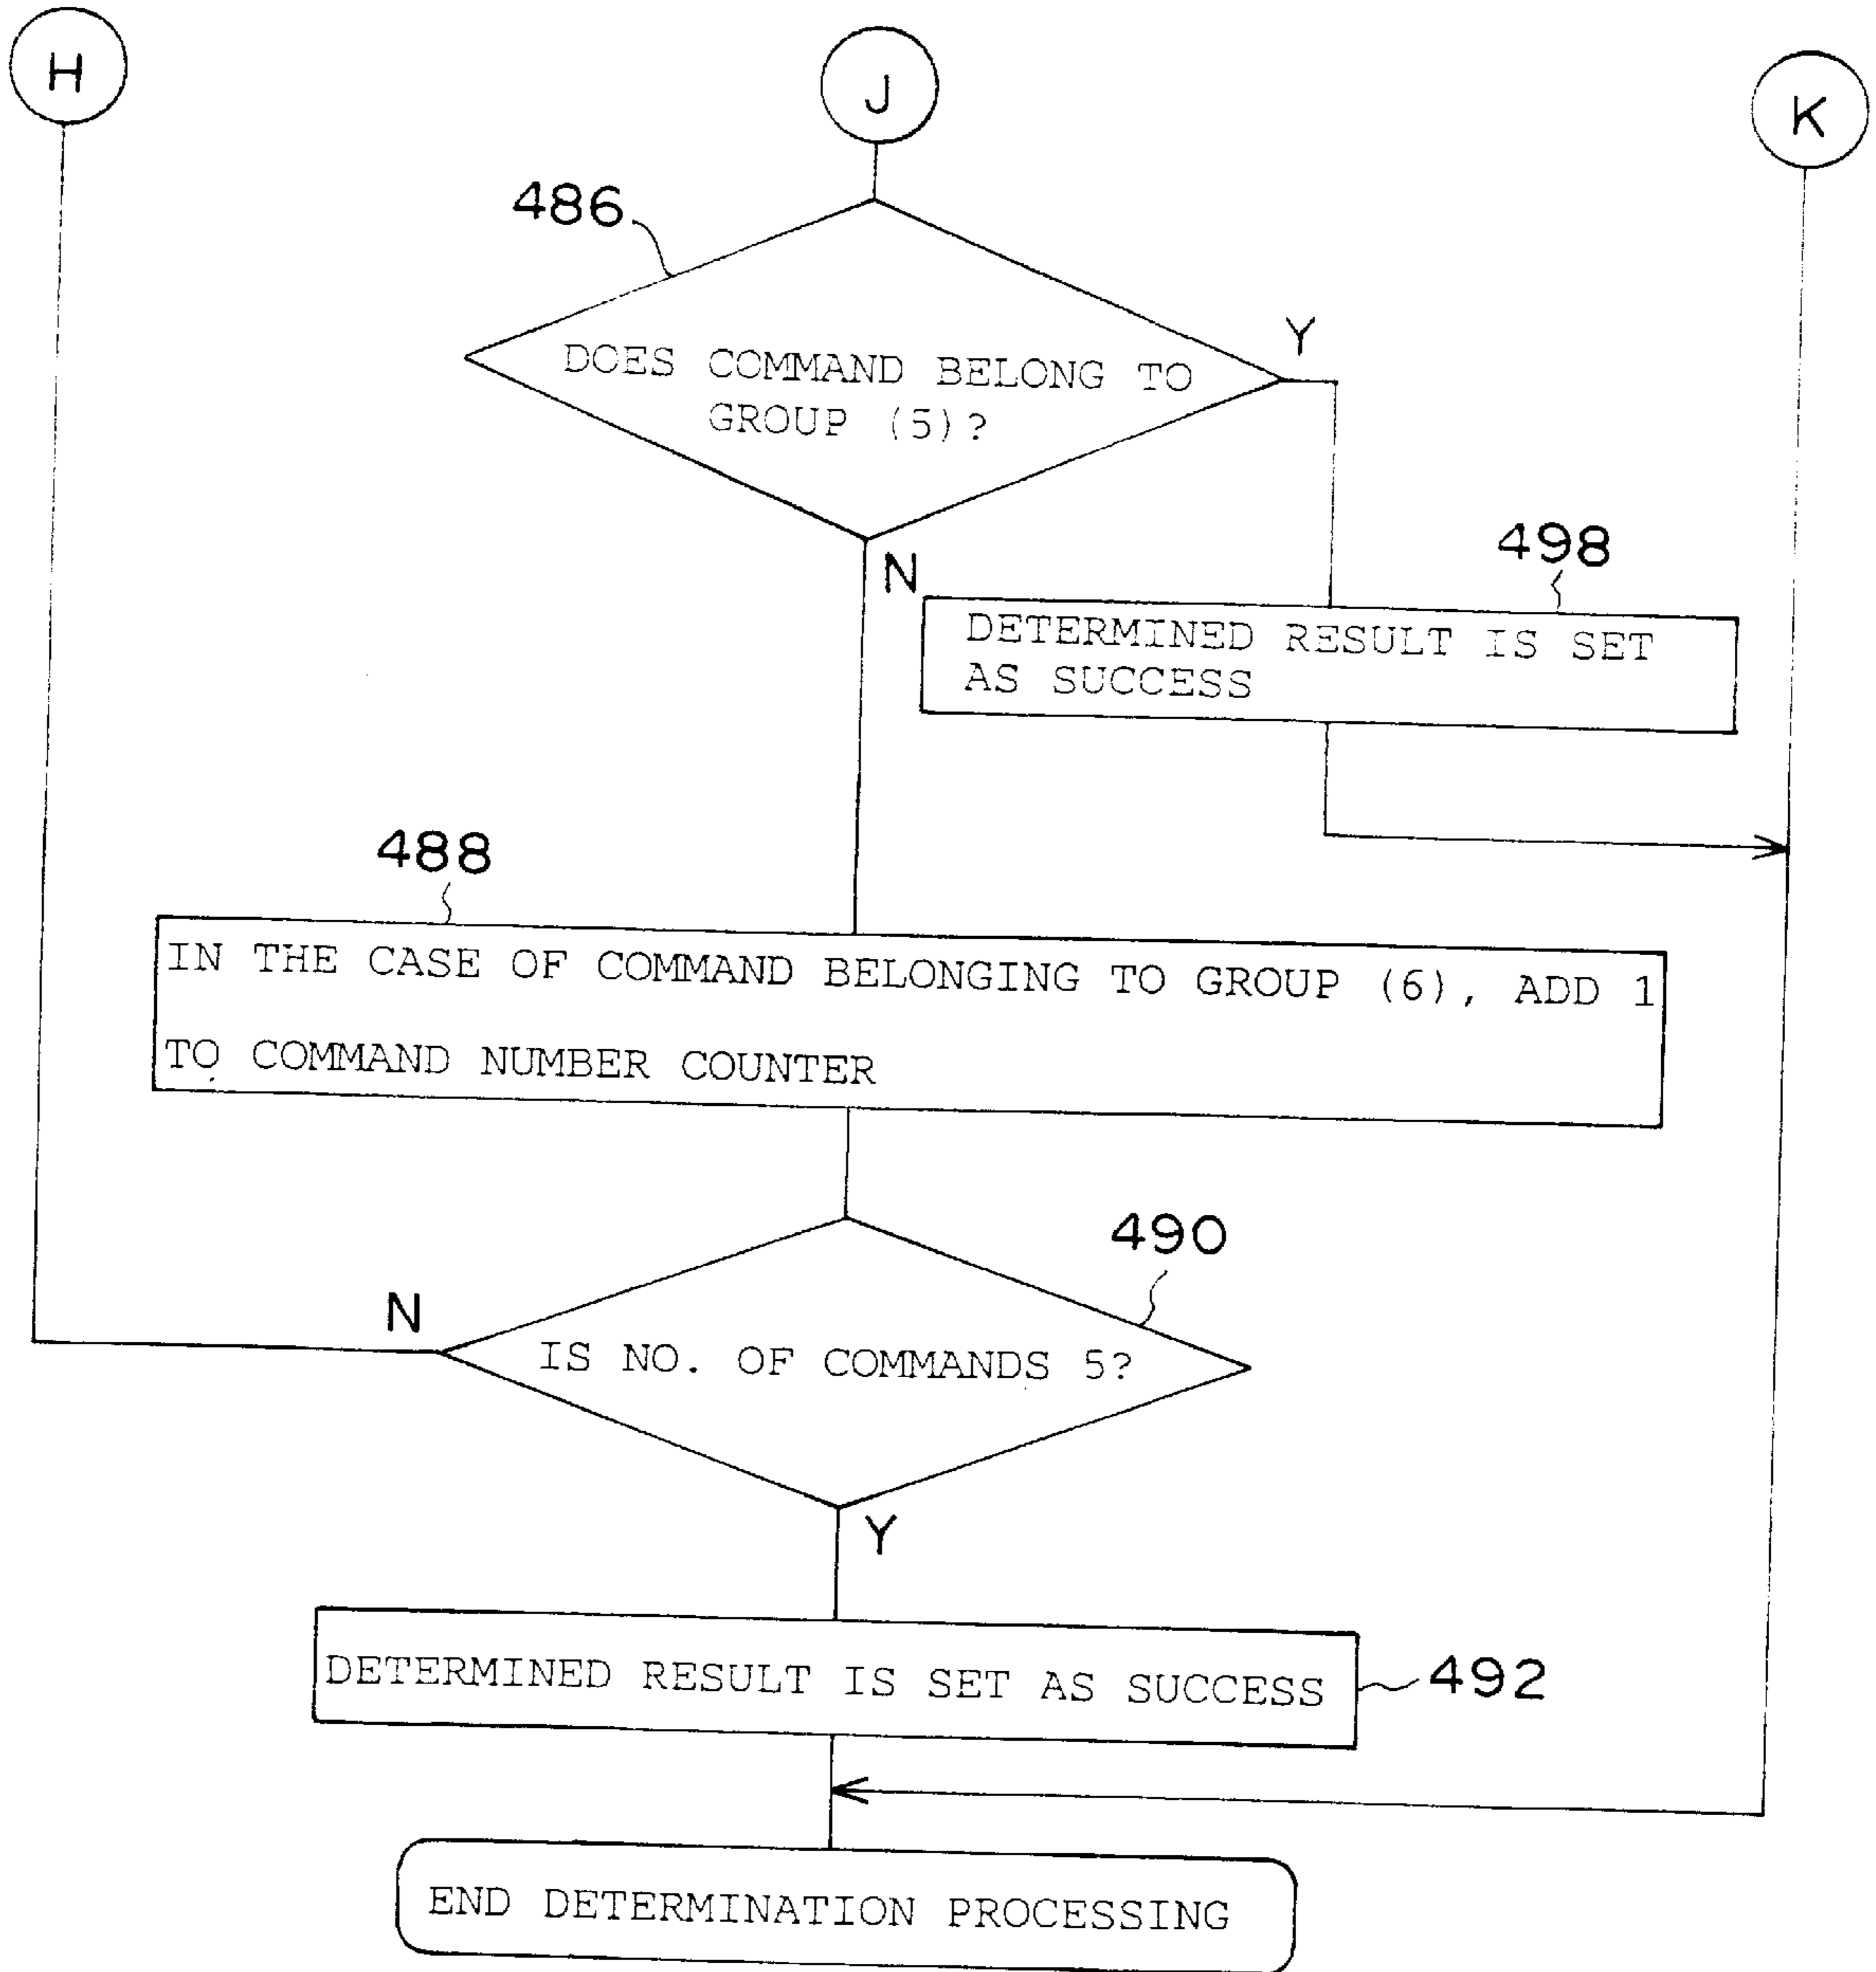 H
J
K
486
DOES COMMAND BELONG TO
GROUP (5)?
Y
N
498
DETERMINED RESULT IS SET
AS SUCCESS
488
IN THE CASE OF COMMAND BELONGING TO GROUP (6), ADD 1
TO COMMAND NUMBER COUNTER
490
N
IS NO. OF COMMANDS 5?
Y
DETERMINED RESULT IS SET AS SUCCESS
492
END DETERMINATION PROCESSING